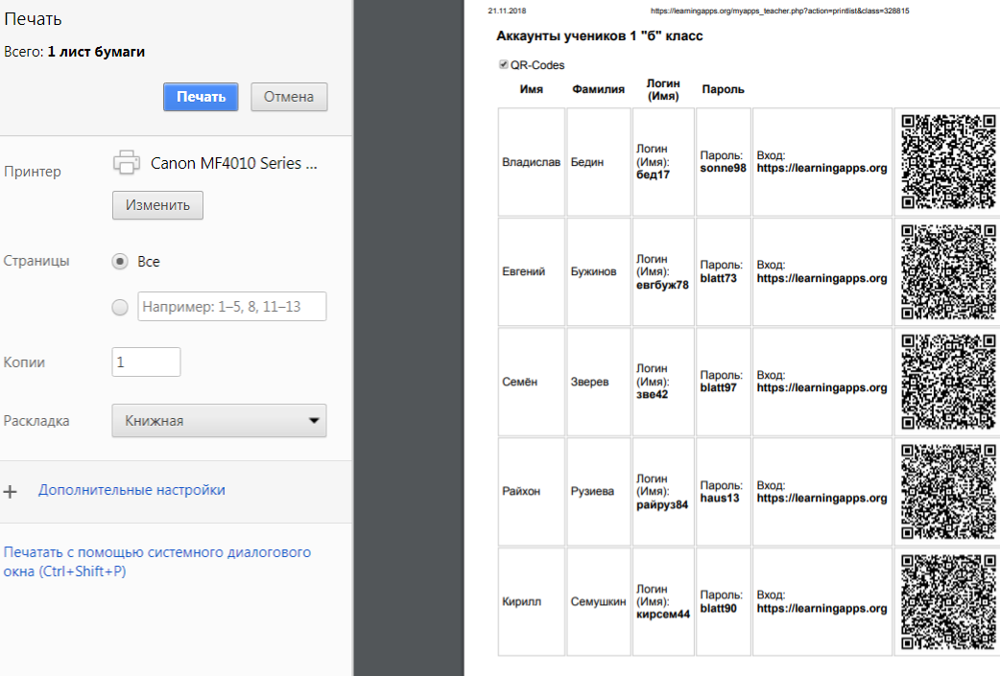 Печать
Всего: 1 лист бумаги
Печать
Отмена
Принтер
Canon MF4010 Series ...
Изменить
Страницы
Все
Например: 1–5, 8, 11–13
Копии
1
Раскладка
Книжная
+ Дополнительные настройки
Печатать с помощью системного диалогового
окна (Ctrl+Shift+P)
21.11.2018 https://learningapps.org/myapps_teacher.php?action=printlist&class=328815
Аккаунты учеников 1 "б" класс
QR-Codes
Имя Фамилия Логин (Имя) Пароль
Владислав Бедин Логин (Имя): бед17 Пароль: sonne98 Вход: https://learningapps.org
Евгений Бужинов Логин (Имя): евгбуж78 Пароль: blatt73 Вход: https://learningapps.org
Семён Зверев Логин (Имя): зве42 Пароль: blatt97 Вход: https://learningapps.org
Райхон Рузиева Логин (Имя): райруз84 Пароль: haus13 Вход: https://learningapps.org
Кирилл Семушкин Логин (Имя): кирсем44 Пароль: blatt90 Вход: https://learningapps.org